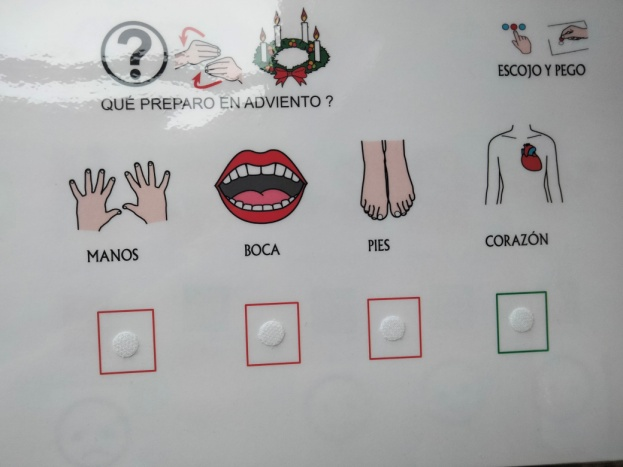 ?
ESCOJO Y PEGO
QUÉ PREPARO EN ADVIENTO ?
MANOS
BOCA
PIES
CORAZÓN